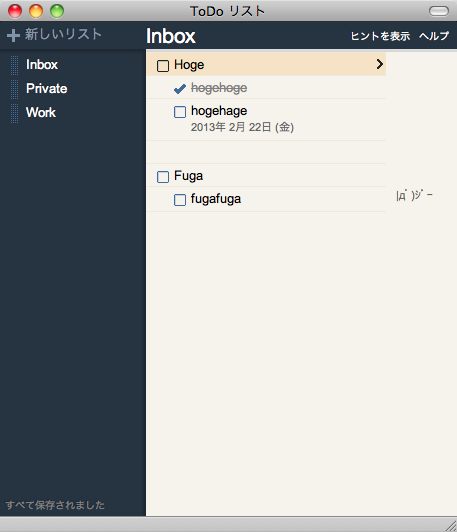 ToDo リスト
新しいリスト
Inbox
Private
Work
すべて保存されました
Inbox
ヒントを表示 ヘルプ
Hoge
hogehoge
hogehage
2013年 2月 22日 (金)
Fuga
fugafuga
|дﾟ)ｼﾞｰ